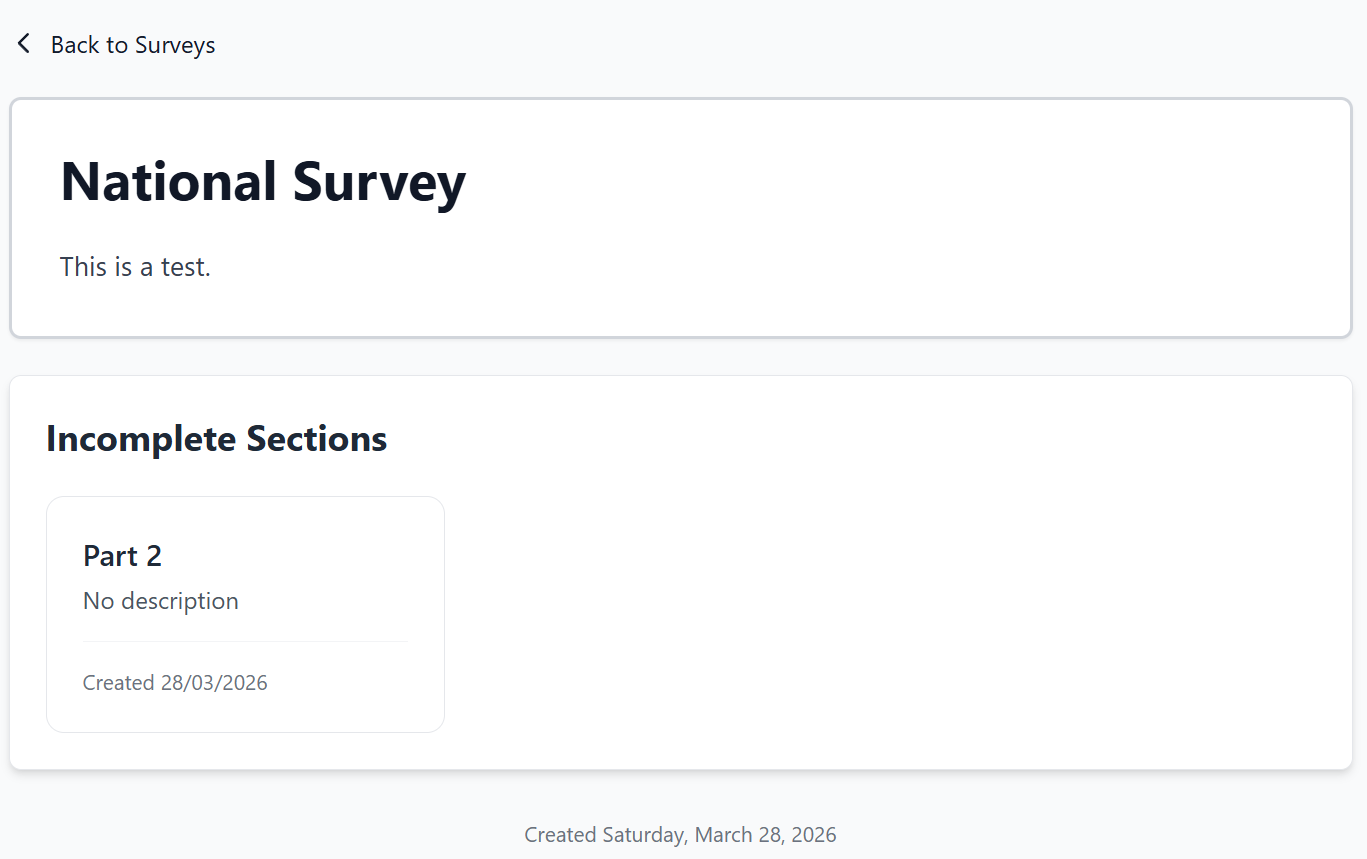 Back to Surveys
National Survey
This is a test.
Incomplete Sections
Part 2
No description
Created 28/03/2026
Created Saturday, March 28, 2026